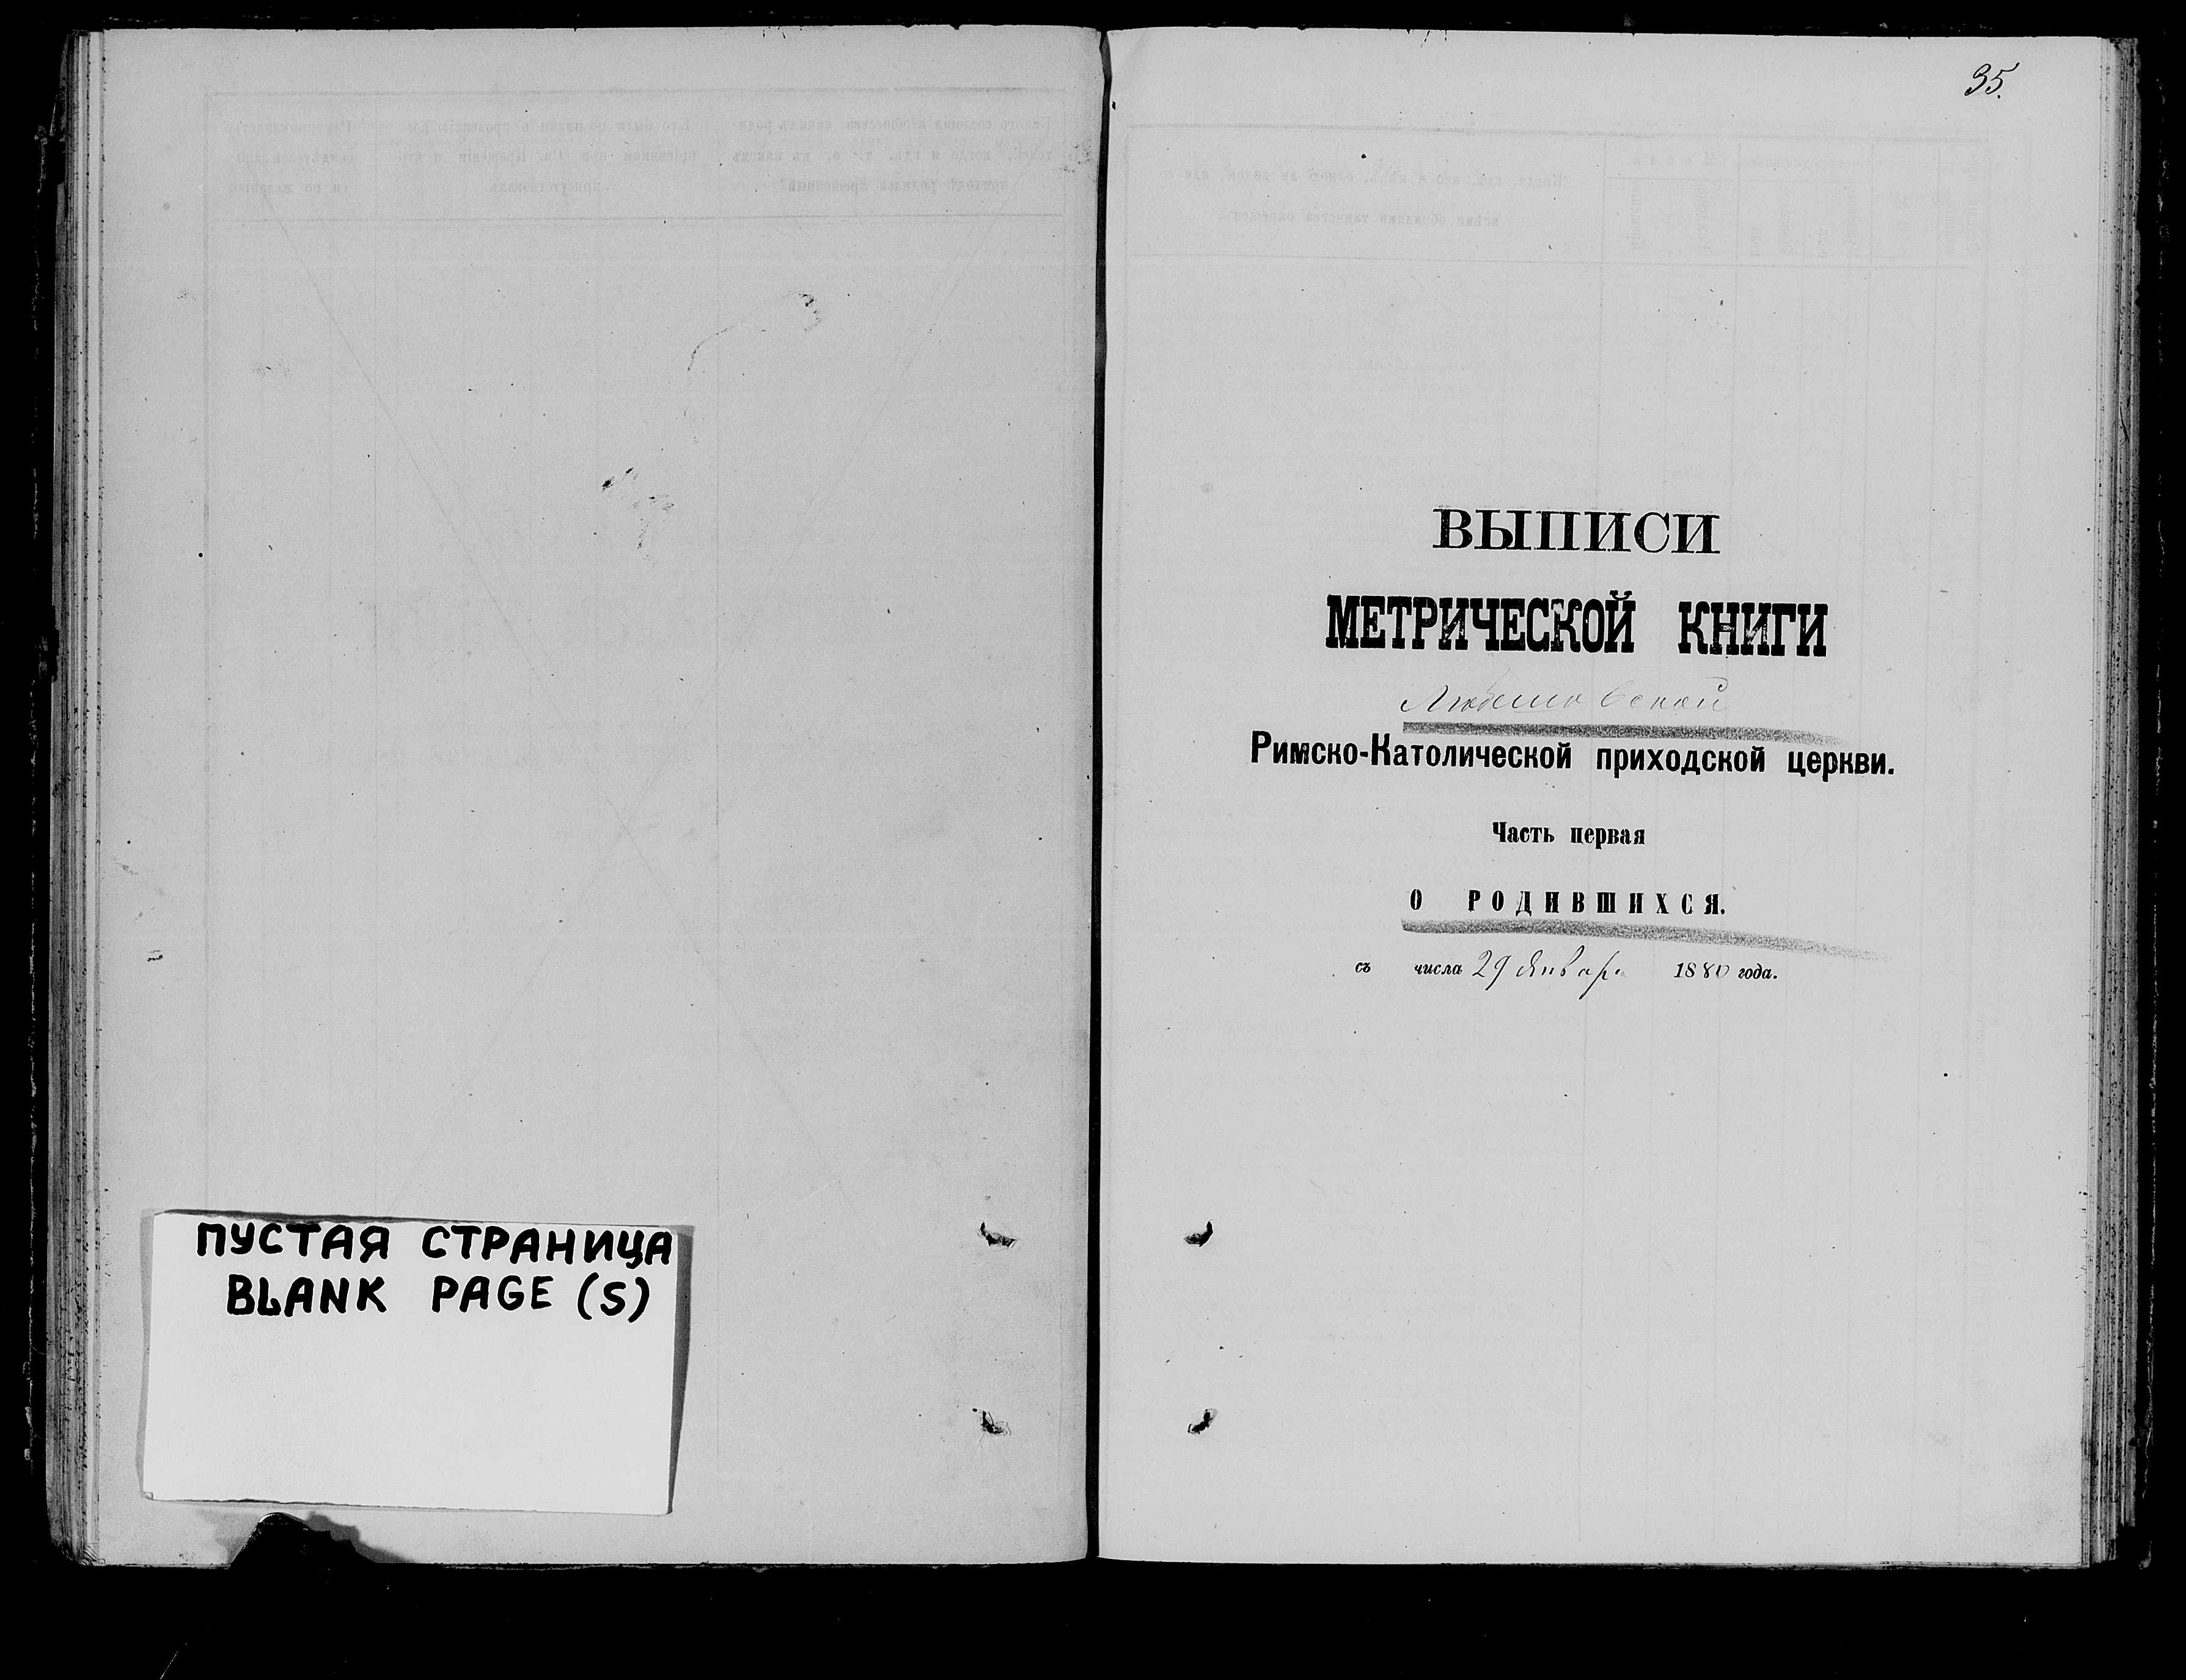 ПУСТАЯ СТРАНИЦА
BLANK PAGE (S)
35.
ВЫПИСИ
МЕТРИЧЕСКОЙ КНИГИ
Любешовской
Римско-Католической приходской церкви.
Часть первая
О РОДИВШИХСЯ.
съ числа 29 Января 1880 года.